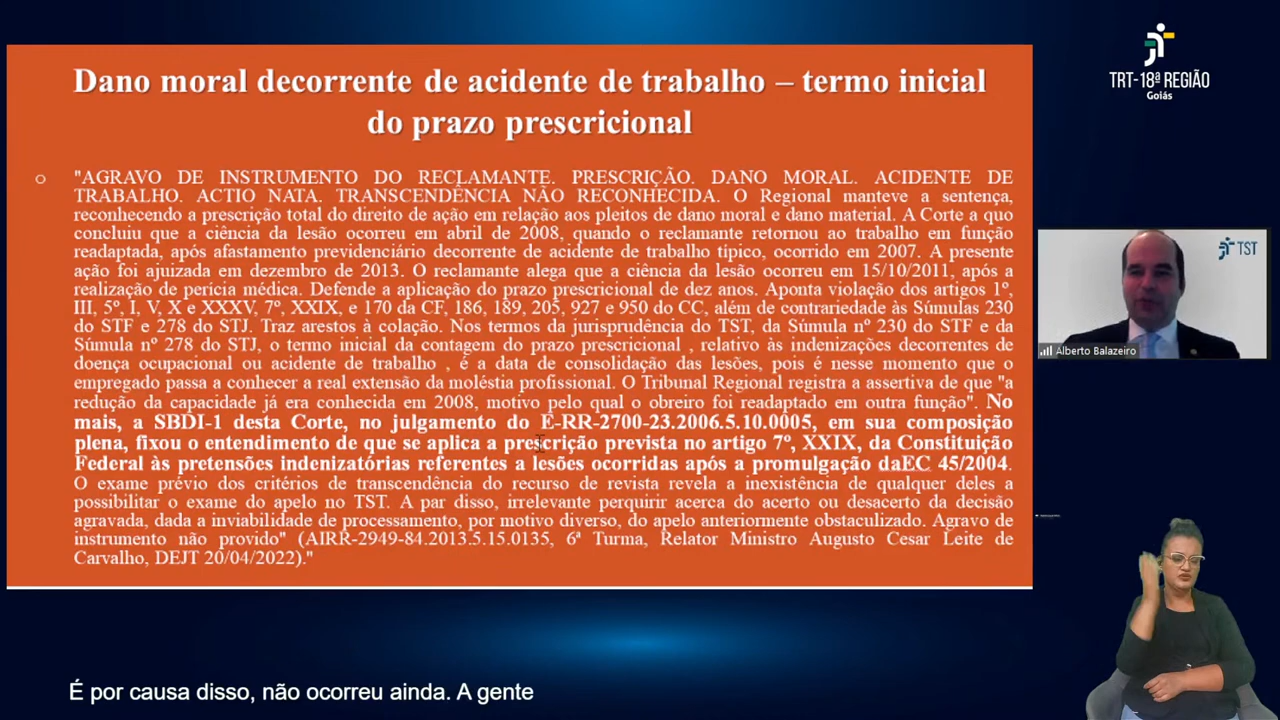 Dano moral decorrente de acidente de trabalho – termo inicial
do prazo prescricional
"AGRAVO DE INSTRUMENTO DO RECLAMANTE. PRESCRIÇÃO. DANO MORAL. ACIDENTE DE
TRABALHO. ACTIO NATA. TRANSCENDÊNCIA NÃO RECONHECIDA. O Regional manteve a sentença,
reconhecendo a prescrição total do direito de ação em relação aos pleitos de dano moral e dano material. A Corte a quo
concluiu que a ciência da lesão ocorreu em abril de 2008, quando o reclamante retornou ao trabalho em função
readaptada, após afastamento previdenciário decorrente de acidente de trabalho típico, ocorrido em 2007. A presente
ação foi ajuizada em dezembro de 2013. O reclamante alega que a ciência da lesão ocorreu em 15/10/2011, após a
realização de perícia médica. Defende a aplicação do prazo prescricional de dez anos. Aponta violação dos artigos 1º,
III, 5º, I, V, X e XXXV, 7º, XXIX, e 170 da CF, 186, 189, 205, 927 e 950 do CC, além de contrariedade às Súmulas 230
do STF e 278 do STJ. Traz arestos à colação. Nos termos da jurisprudência do TST, da Súmula nº 230 do STF e da
Súmula nº 278 do STJ, o termo inicial da contagem do prazo prescricional , relativo às indenizações decorrentes de
doença ocupacional ou acidente de trabalho , é a data de consolidação das lesões, pois é nesse momento que o
empregado passa a conhecer a real extensão da moléstia profissional. O Tribunal Regional registra a assertiva de que "a
redução da capacidade já era conhecida em 2008, motivo pelo qual o obreiro foi readaptado em outra função". No
mais, a SBDI-1 desta Corte, no julgamento do E-RR-2700-23.2006.5.10.0005, em sua composição
plena, fixou o entendimento de que se aplica a prescrição prevista no artigo 7º, XXIX, da Constituição
Federal às pretensões indenizatórias referentes a lesões ocorridas após a promulgação daEC 45/2004.
O exame prévio dos critérios de transcendência do recurso de revista revela a inexistência de qualquer deles a
possibilitar o exame do apelo no TST. A par disso, irrelevante perquirir acerca do acerto ou desacerto da decisão
agravada, dada a inviabilidade de processamento, por motivo diverso, do apelo anteriormente obstaculizado. Agravo de
instrumento não provido" (AIRR-2949-84.2013.5.15.0135, 6ª Turma, Relator Ministro Augusto Cesar Leite de
Carvalho, DEJT 20/04/2022)."
TRT-18ª REGIÃO
Goiás
TST
Alberto Balazeiro
É por causa disso, não ocorreu ainda. A gente